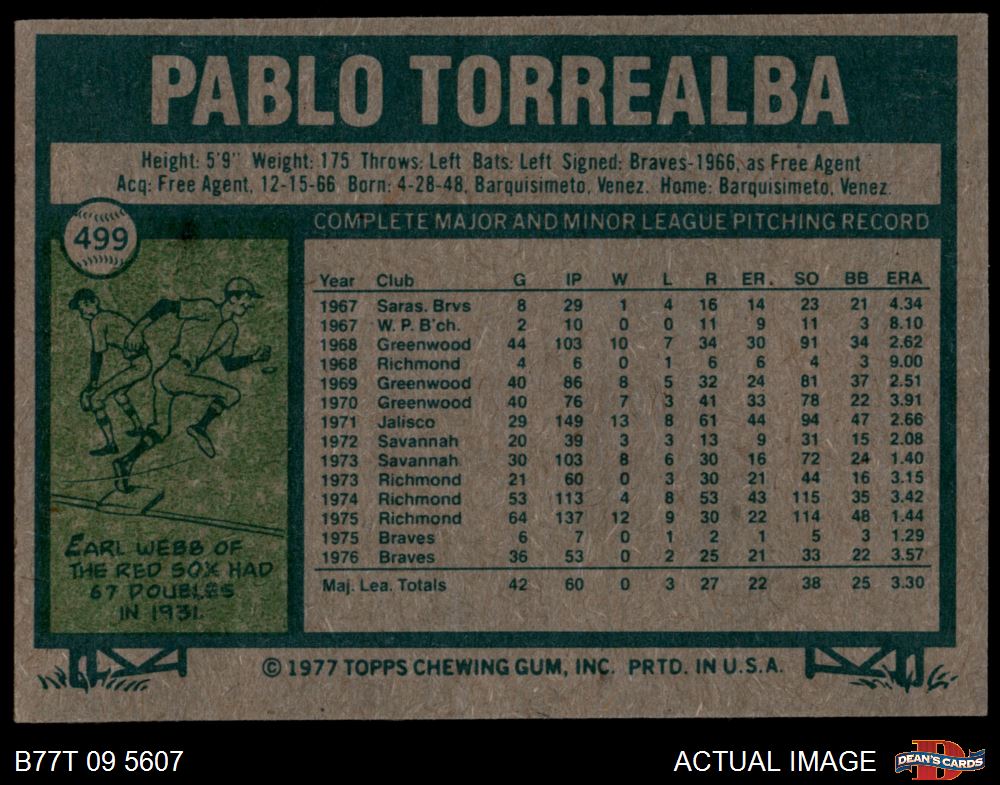 PABLO TORREALBA
Height: 5'9" Weight: 175 Throws: Left Bats: Left Signed: Braves-1966, as Free Agent
Acq: Free Agent, 12-15-66 Born: 4-28-48, Barquisimeto, Venez. Home: Barquisimeto, Venez.
499
COMPLETE MAJOR AND MINOR LEAGUE PITCHING RECORD
Year Club G IP W L R ER. SO BB ERA
1967 Saras. Brvs 8 29 1 4 16 14 23 21 4.34
1967 W. P. B'ch. 2 10 0 0 11 9 11 3 8.10
1968 Greenwood 44 103 10 7 34 30 91 34 2.62
1968 Richmond 4 6 0 1 6 6 4 3 9.00
1969 Greenwood 40 86 8 5 32 24 81 37 2.51
1970 Greenwood 40 76 7 3 41 33 78 22 3.91
1971 Jalisco 29 149 13 8 61 44 94 47 2.66
1972 Savannah 20 39 3 3 13 9 31 15 2.08
1973 Savannah 30 103 8 6 30 16 72 24 1.40
1973 Richmond 21 60 0 3 30 21 44 16 3.15
1974 Richmond 53 113 4 8 53 43 115 35 3.42
1975 Richmond 64 137 12 9 30 22 114 48 1.44
1975 Braves 6 7 0 1 2 1 5 3 1.29
1976 Braves 36 53 0 2 25 21 33 22 3.57
Maj. Lea. Totals 42 60 0 3 27 22 38 25 3.30
EARL WEBB OF
THE RED SOX HAD
67 DOUBLES
IN 1931.
© 1977 TOPPS CHEWING GUM, INC. PRTD. IN U.S.A.
B77T 09 5607
ACTUAL IMAGE
DEAN'S CARDS